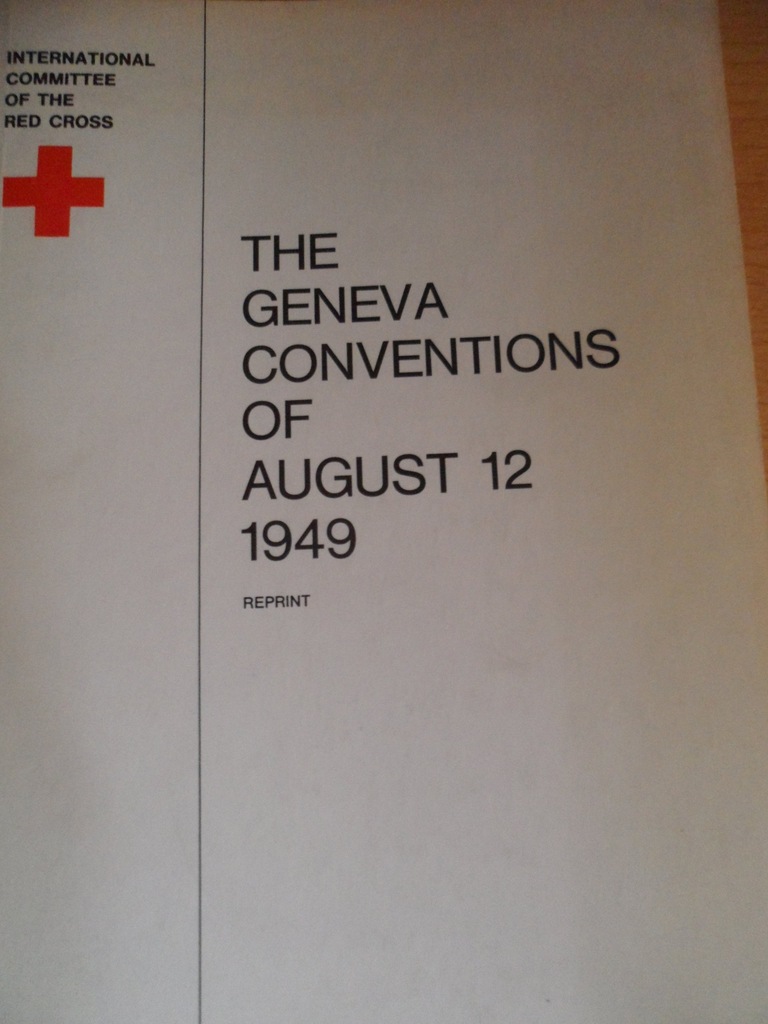 INTERNATIONAL
COMMITTEE
OF THE
RED CROSS
THE
GENEVA
CONVENTIONS
OF
AUGUST 12
1949
REPRINT